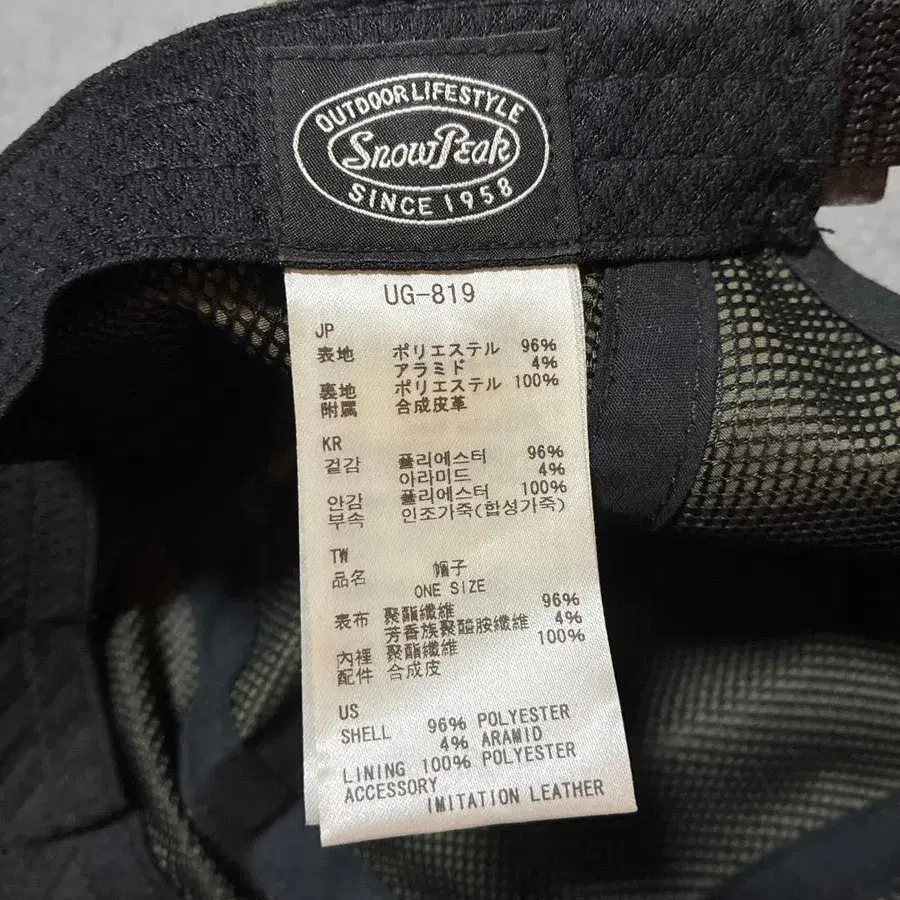 OUTDOOR LIFESTYLE
Snow Peak
SINCE 1958
UG-819
JP
表地 ポリエステル 96%
アラミド 4%
裏地 ポリエステル 100%
附属 合成皮革
KR
겉감 폴리에스터 96%
아라미드 4%
안감 폴리에스터 100%
부속 인조가죽(합성가죽)
TW
品名 帽子
ONE SIZE
表布 聚酯纖維 96%
芳香族聚醯胺纖維 4%
內裡 聚酯纖維 100%
配件 合成皮
US
SHELL 96% POLYESTER
4% ARAMID
LINING 100% POLYESTER
ACCESSORY
IMITATION LEATHER